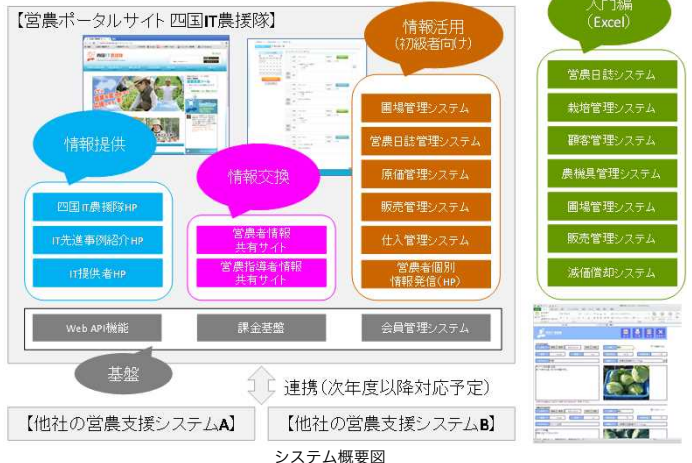 【営農ポータルサイト 四国IT農援隊】
情報活用
(初級者向け)
入門編
(Excel)
情報提供
情報交換
四国IT農援隊HP
IT先進事例紹介HP
IT提供者HP
営農者情報
共有サイト
営農指導者情報
共有サイト
圃場管理システム
営農日誌管理システム
原価管理システム
販売管理システム
仕入管理システム
営農者個別
情報発信(HP)
営農日誌システム
栽培管理システム
顧客管理システム
農機具管理システム
圃場管理システム
販売管理システム
減価償却システム
Web API機能
課金基盤
会員管理システム
基盤
連携(次年度以降対応予定)
【他社の営農支援システムA】
【他社の営農支援システムB】
システム概要図